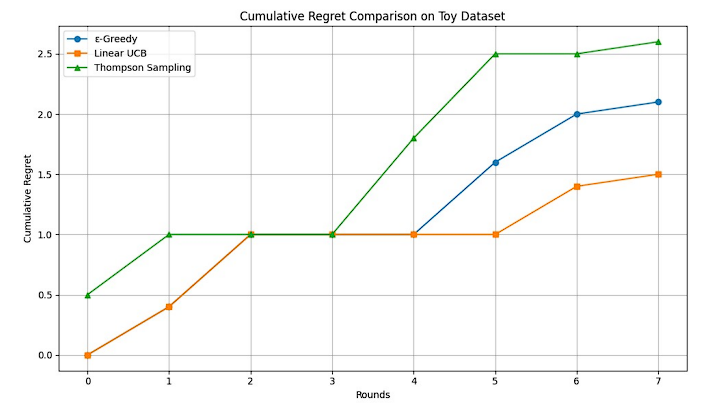 Cumulative Regret Comparison on Toy Dataset
ε-Greedy
Linear UCB
Thompson Sampling
Cumulative Regret
2.5
2.0
1.5
1.0
0.5
0.0
0 1 2 3 4 5 6 7
Rounds